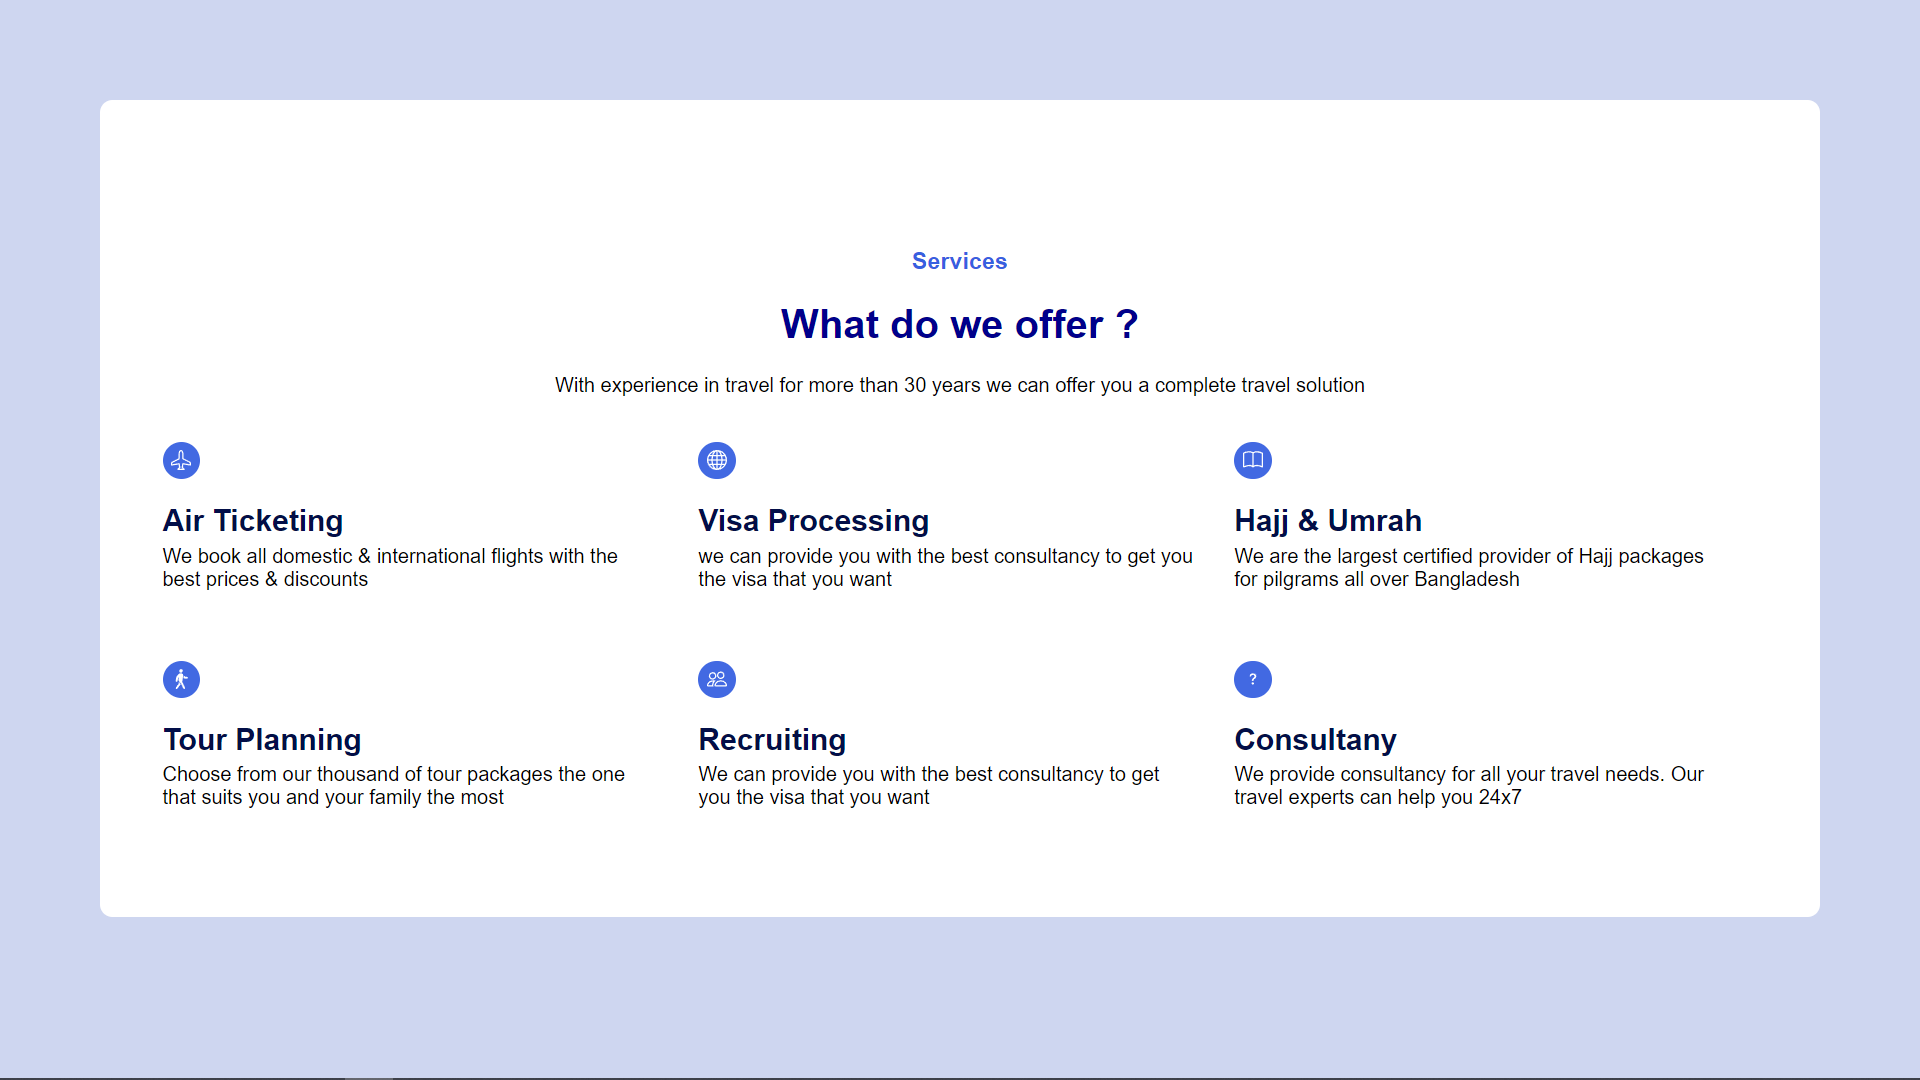 Services
What do we offer ?
With experience in travel for more than 30 years we can offer you a complete travel solution
Air Ticketing
We book all domestic & international flights with the
best prices & discounts
Visa Processing
we can provide you with the best consultancy to get you
the visa that you want
Hajj & Umrah
We are the largest certified provider of Hajj packages
for pilgrams all over Bangladesh
Tour Planning
Choose from our thousand of tour packages the one
that suits you and your family the most
Recruiting
We can provide you with the best consultancy to get
you the visa that you want
?
Consultany
We provide consultancy for all your travel needs. Our
travel experts can help you 24x7